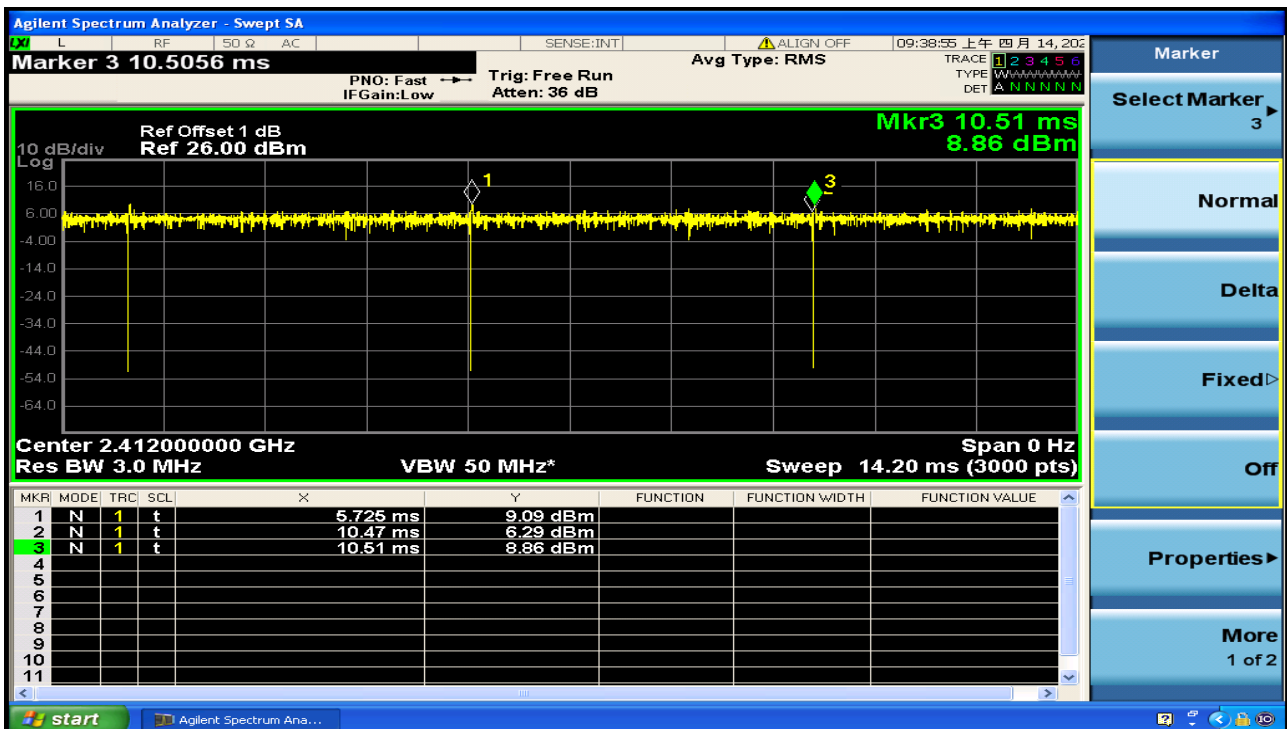 Agilent Spectrum Analyzer - Swept SA
LXI L RF 50 Ω AC SENSE:INT ALIGN OFF 09:38:55 上午 四月 14, 202
Marker 3 10.5056 ms
PNO: Fast
IFGain:Low
Trig: Free Run
Atten: 36 dB
Avg Type: RMS
TRACE 1 2 3 4 5 6
TYPE WWWWWW
DET A N N N N N
Ref Offset 1 dB
10 dB/div Ref 26.00 dBm
Log
Mkr3 10.51 ms
8.86 dBm
16.0
6.00
-4.00
-14.0
-24.0
-34.0
-44.0
-54.0
-64.0
1
3
2
Center 2.412000000 GHz Span 0 Hz
Res BW 3.0 MHz VBW 50 MHz* Sweep 14.20 ms (3000 pts)
MKR MODE TRC SCL X Y FUNCTION FUNCTION WIDTH FUNCTION VALUE
1 N 1 t 5.725 ms 9.09 dBm
2 N 1 t 10.47 ms 6.29 dBm
3 N 1 t 10.51 ms 8.86 dBm
4
5
6
7
8
9
10
11
Marker
Select Marker
3
Normal
Delta
Fixed
Off
Properties
More
1 of 2
start Agilent Spectrum Ana...